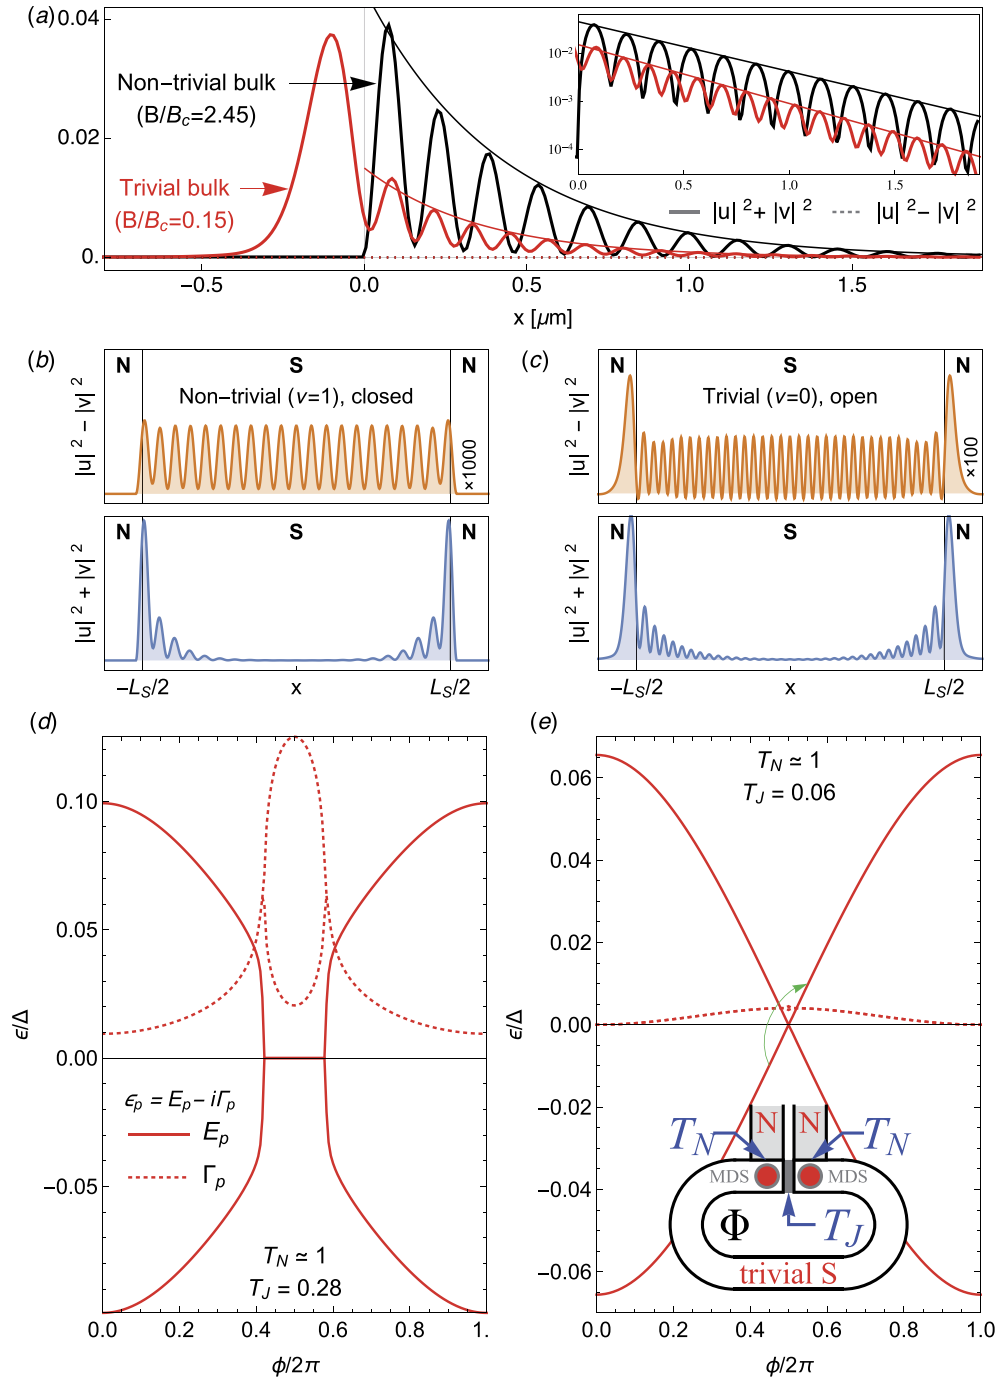 (a)
0.04
0.02
0.
Non-trivial bulk
(B/B_c=2.45)
Trivial bulk
(B/B_c=0.15)
10^-2
10^-3
10^-4
0.0 0.5 1.0 1.5
|u|^2+|v|^2 |u|^2-|v|^2
-0.5 0.0 0.5 1.0 1.5
x [μm]
(b)
N S N
Non-trivial (ν=1), closed
|u|^2 - |v|^2
×1000
N S N
|u|^2 + |v|^2
-L_S/2 x L_S/2
(c)
N S N
Trivial (ν=0), open
|u|^2 - |v|^2
×100
N S N
|u|^2 + |v|^2
-L_S/2 x L_S/2
(d)
0.10
0.05
0.00
-0.05
ϵ/Δ
ϵ_p = E_p - iΓ_p
E_p
Γ_p
T_N ≃ 1
T_J = 0.28
0.0 0.2 0.4 0.6 0.8 1.
ϕ/2π
(e)
T_N ≃ 1
T_J = 0.06
0.06
0.04
0.02
0.00
-0.02
-0.04
-0.06
ϵ/Δ
N N
T_N T_N
MDS MDS
Φ T_J
trivial S
0.0 0.2 0.4 0.6 0.8 1.
ϕ/2π